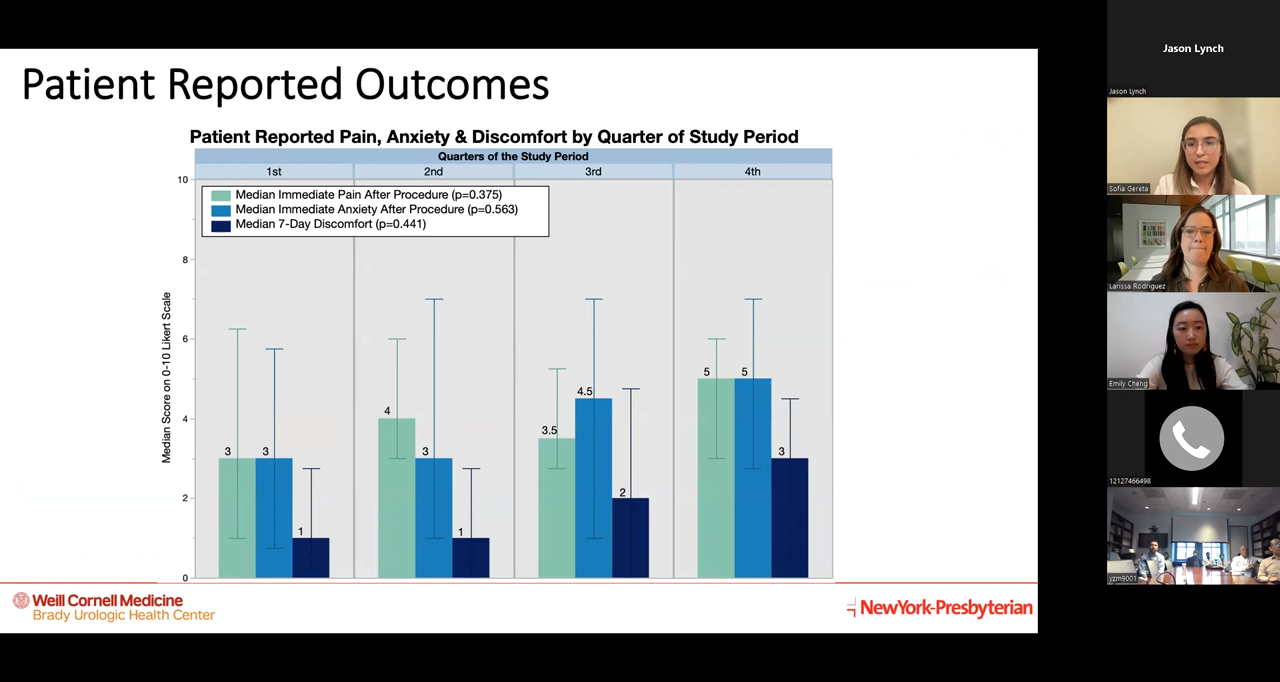 Patient Reported Outcomes
Patient Reported Pain, Anxiety & Discomfort by Quarter of Study Period
Quarters of the Study Period
1st 2nd 3rd 4th
Median Immediate Pain After Procedure (p=0.375)
Median Immediate Anxiety After Procedure (p=0.563)
Median 7-Day Discomfort (p=0.441)
Median Score on 0-10 Likert Scale
10
8
6
4
2
0
3
3
1
4
3
1
3.5
4.5
2
5
5
3
Weill Cornell Medicine
Brady Urologic Health Center
NewYork-Presbyterian
Jason Lynch
Jason Lynch
Sofia Gereta
Larissa Rodriguez
Emily Cheng
12127466498
yzm9001